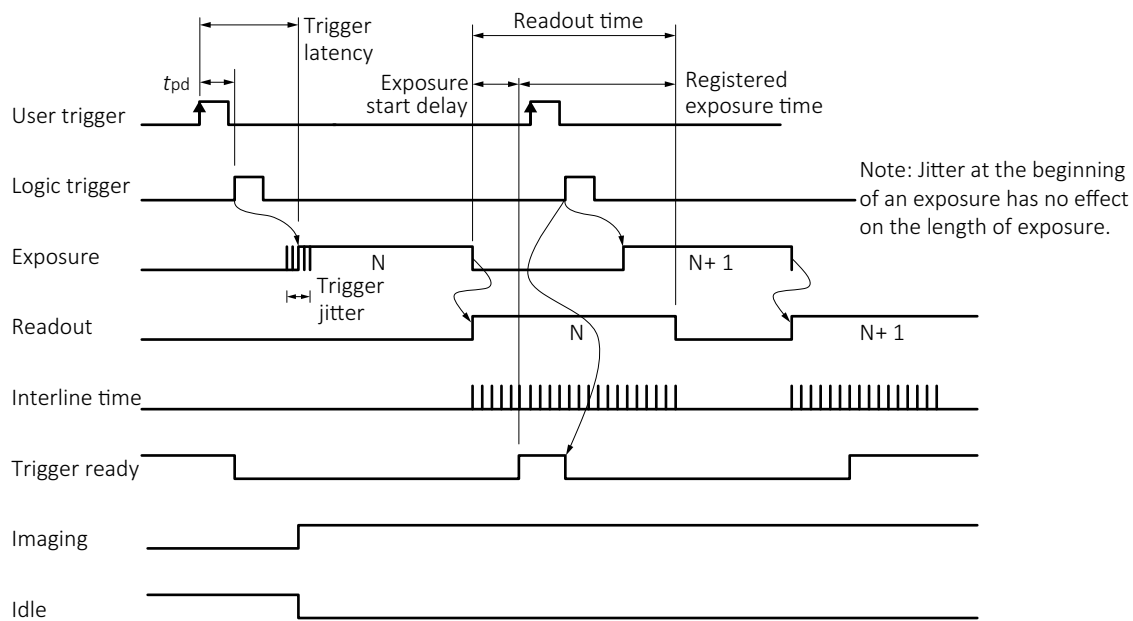 Readout time
Trigger
latency
tpd
Exposure
start delay
Registered
exposure time
User trigger
Logic trigger
Note: Jitter at the beginning
of an exposure has no effect
on the length of exposure.
Exposure
N
N+ 1
Trigger
jitter
Readout
N
N+ 1
Interline time
Trigger ready
Imaging
Idle